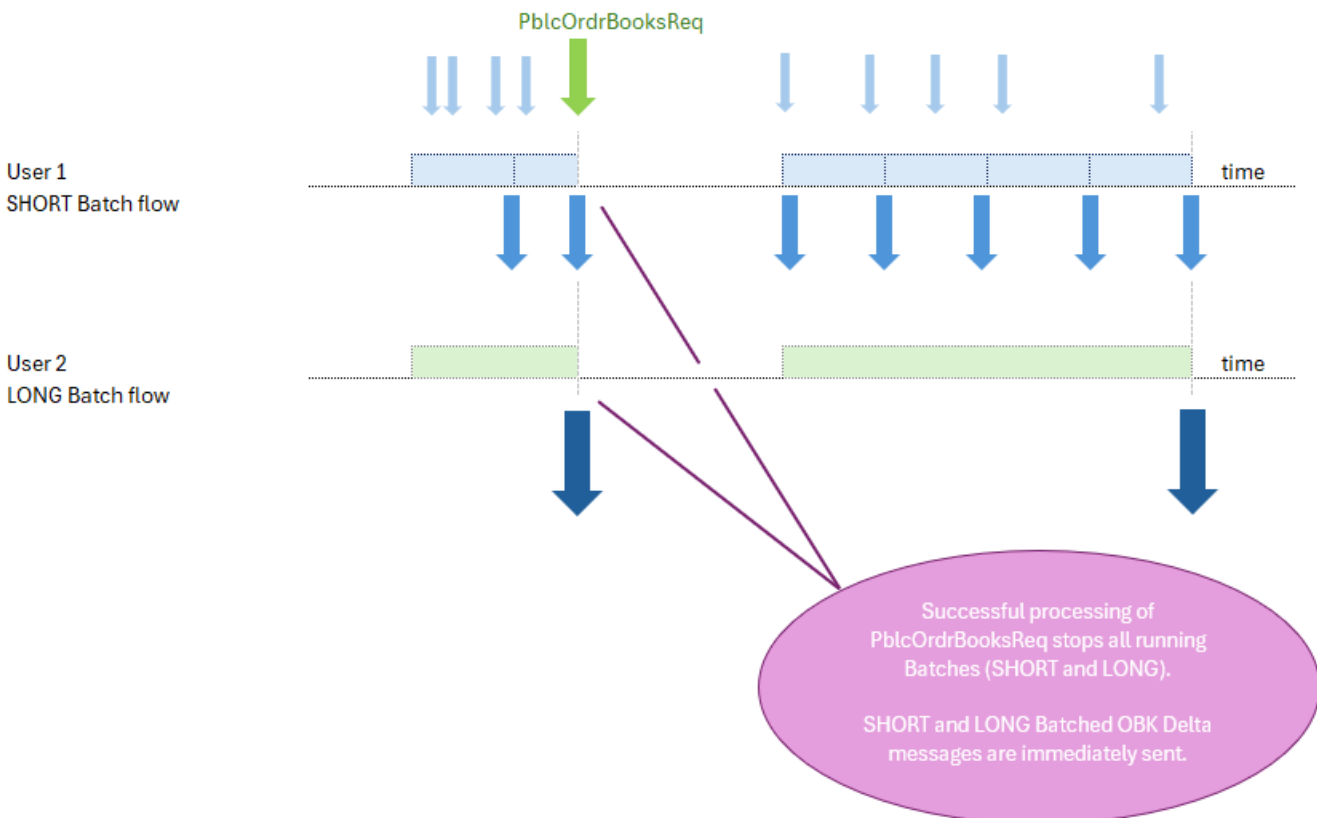 PblcOrdrBooksReq
User 1
SHORT Batch flow
time
User 2
LONG Batch flow
time
Successful processing of
PblcOrdrBooksReq stops all running
Batches (SHORT and LONG).
SHORT and LONG Batched OBK Delta
messages are immediately sent.